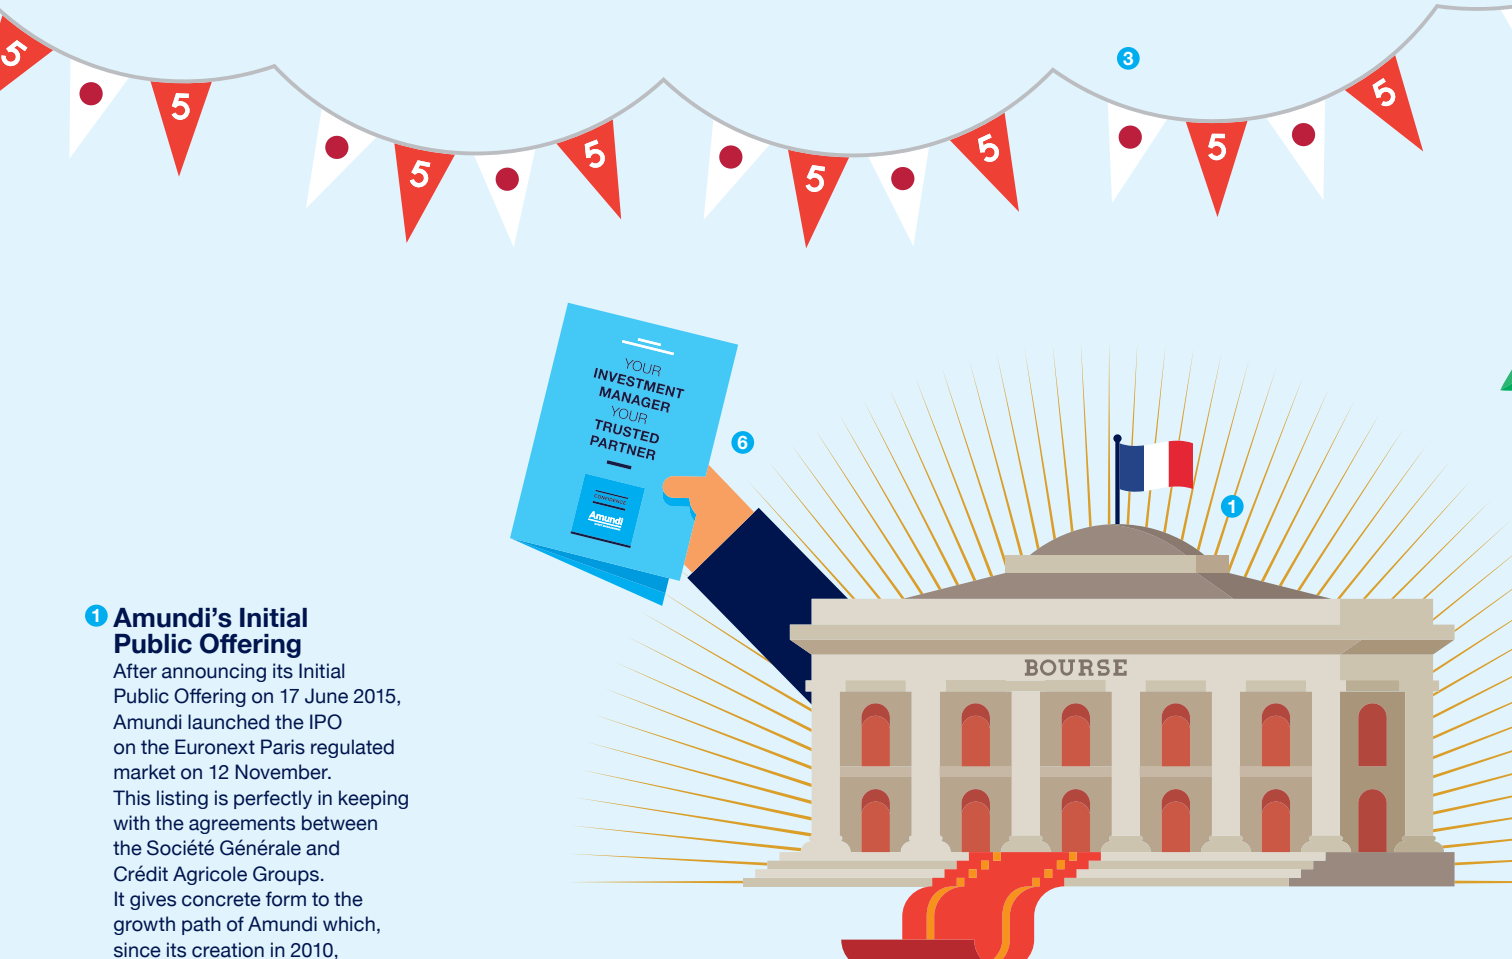 5
5
5
5
5
5
5
5
3
YOUR
INVESTMENT
MANAGER
YOUR
TRUSTED
PARTNER
CONFIDENCE
Amundi
6
1
BOURSE
1 Amundi’s Initial
Public Offering
After announcing its Initial
Public Offering on 17 June 2015,
Amundi launched the IPO
on the Euronext Paris regulated
market on 12 November.
This listing is perfectly in keeping
with the agreements between
the Société Générale and
Crédit Agricole Groups.
It gives concrete form to the
growth path of Amundi which,
since its creation in 2010,